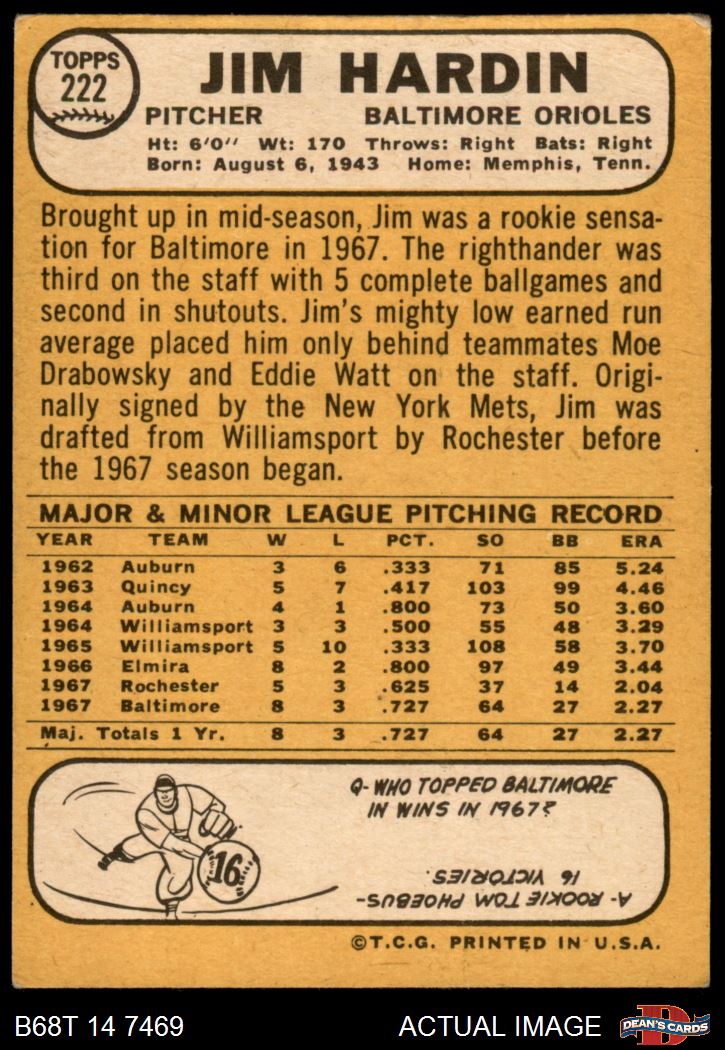 TOPPS
222
JIM HARDIN
PITCHER BALTIMORE ORIOLES
Ht: 6'0" Wt: 170 Throws: Right Bats: Right
Born: August 6, 1943 Home: Memphis, Tenn.
Brought up in mid-season, Jim was a rookie sensa-
tion for Baltimore in 1967. The righthander was
third on the staff with 5 complete ballgames and
second in shutouts. Jim's mighty low earned run
average placed him only behind teammates Moe
Drabowsky and Eddie Watt on the staff. Origi-
nally signed by the New York Mets, Jim was
drafted from Williamsport by Rochester before
the 1967 season began.
MAJOR & MINOR LEAGUE PITCHING RECORD
YEAR TEAM W L PCT. SO BB ERA
1962 Auburn 3 6 .333 71 85 5.24
1963 Quincy 5 7 .417 103 99 4.46
1964 Auburn 4 1 .800 73 50 3.60
1964 Williamsport 3 3 .500 55 48 3.29
1965 Williamsport 5 10 .333 108 58 3.70
1966 Elmira 8 2 .800 97 49 3.44
1967 Rochester 5 3 .625 37 14 2.04
1967 Baltimore 8 3 .727 64 27 2.27
Maj. Totals 1 Yr. 8 3 .727 64 27 2.27
16
Q-WHO TOPPED BALTIMORE
IN WINS IN 1967?
A-ROOKIE TOM PHOEBUS-
16 VICTORIES.
©T.C.G. PRINTED IN U.S.A.
B68T 14 7469 ACTUAL IMAGE
D
DEAN'S CARDS